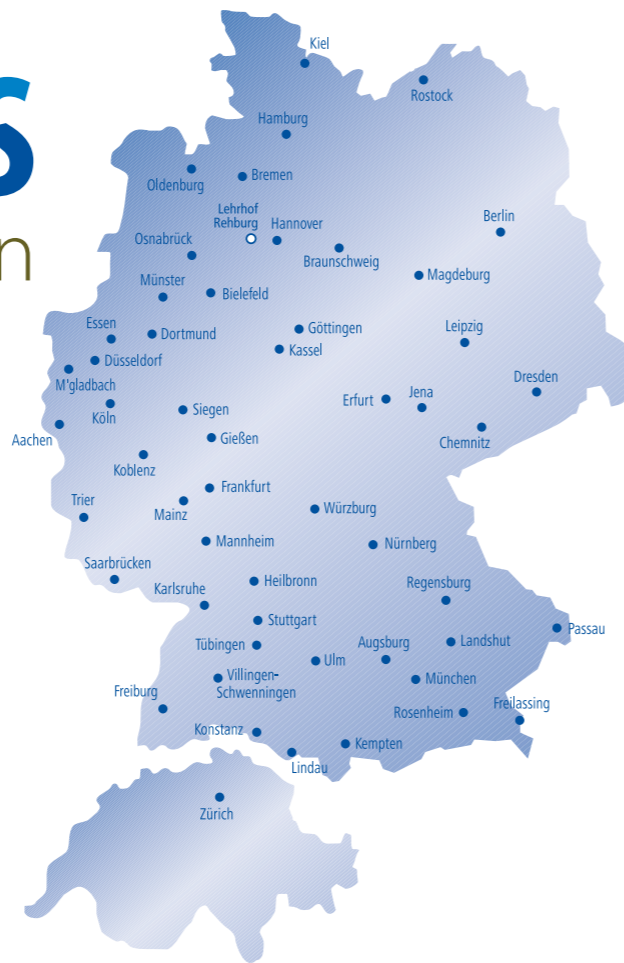 S
n
Kiel
Rostock
Hamburg
Oldenburg
Bremen
Lehrhof
Rehburg
Hannover
Berlin
Osnabrück
Braunschweig
Magdeburg
Münster
Bielefeld
Essen
Dortmund
Göttingen
Leipzig
Düsseldorf
Kassel
M'gladbach
Dresden
Köln
Siegen
Erfurt
Jena
Aachen
Gießen
Chemnitz
Koblenz
Trier
Frankfurt
Mainz
Würzburg
Mannheim
Nürnberg
Saarbrücken
Karlsruhe
Heilbronn
Regensburg
Stuttgart
Passau
Tübingen
Augsburg
Landshut
Ulm
Villingen-
Schwenningen
München
Freiburg
Rosenheim
Freilassing
Konstanz
Kempten
Lindau
Zürich